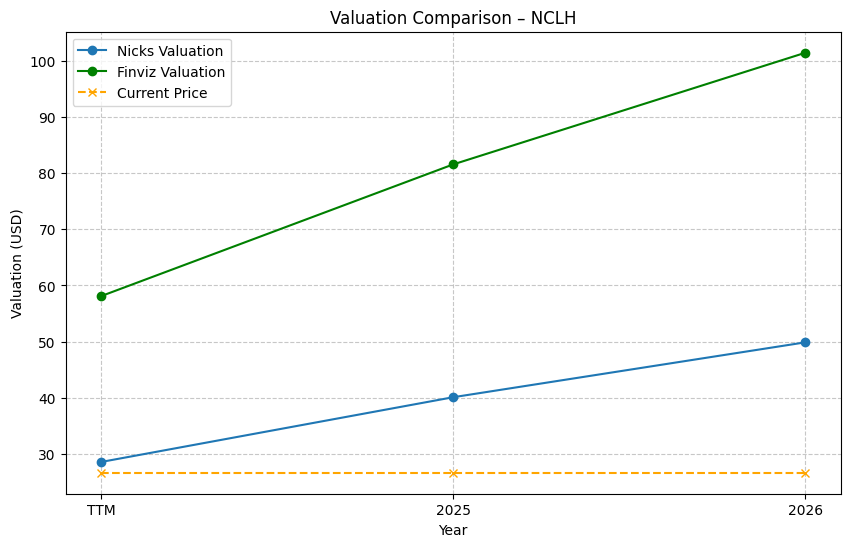 Valuation Comparison – NCLH
Nicks Valuation
Finviz Valuation
Current Price
Valuation (USD)
100
90
80
70
60
50
40
30
TTM
2025
2026
Year